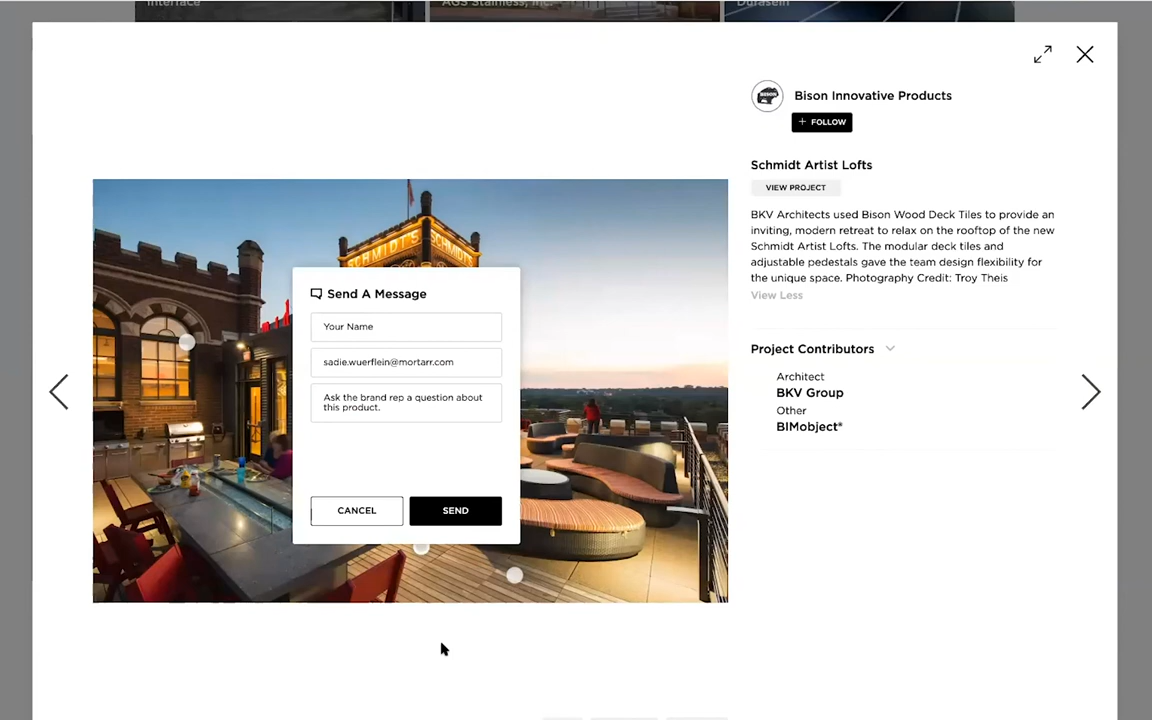 Interface
AGS Stainless, Inc.
Durasein
BISON
Bison Innovative Products
+ FOLLOW
Schmidt Artist Lofts
VIEW PROJECT
BKV Architects used Bison Wood Deck Tiles to provide an
inviting, modern retreat to relax on the rooftop of the new
Schmidt Artist Lofts. The modular deck tiles and
adjustable pedestals gave the team design flexibility for
the unique space. Photography Credit: Troy Theis
View Less
Project Contributors
Architect
BKV Group
Other
BIMobject®
SCHMIDT'S
SCHMIDT'S
Send A Message
Your Name
sadie.wuerflein@mortarr.com
Ask the brand rep a question about
this product.
CANCEL
SEND